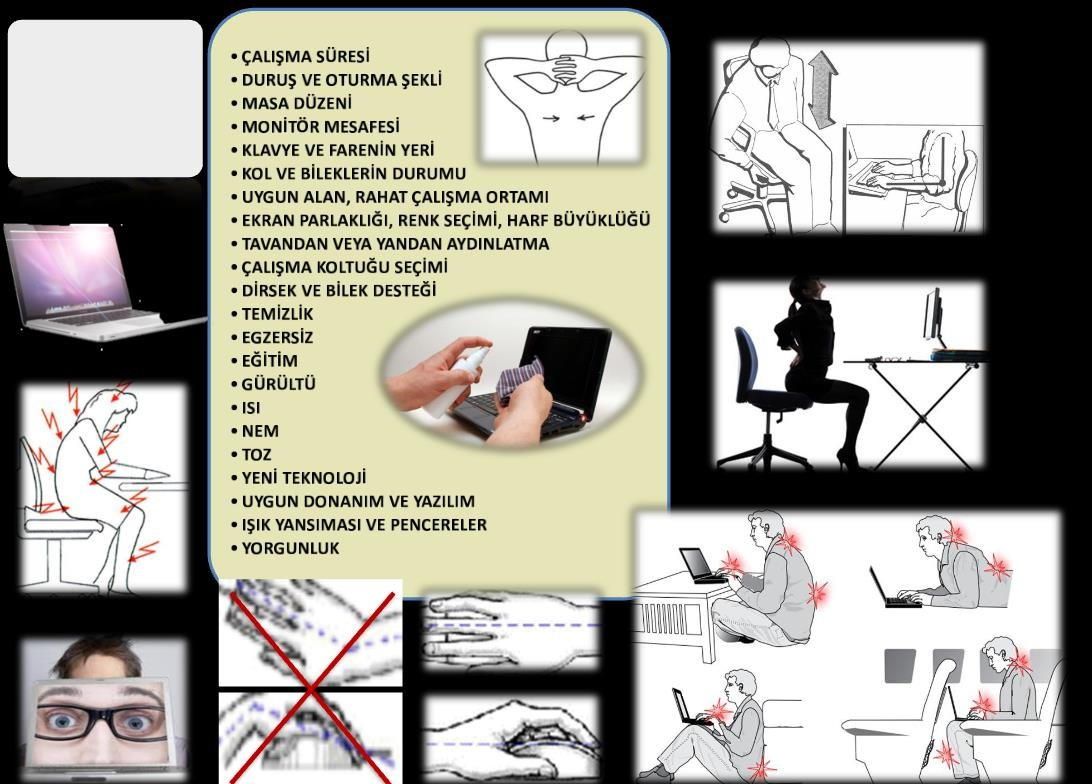 • ÇALIŞMA SÜRESİ
• DURUŞ VE OTURMA ŞEKLİ
• MASA DÜZENİ
• MONİTÖR MESAFESİ
• KLAVYE VE FARENİN YERİ
• KOL VE BİLEKLERİN DURUMU
• UYGUN ALAN, RAHAT ÇALIŞMA ORTAMI
• EKRAN PARLAKLIĞI, RENK SEÇİMİ, HARF BÜYÜKLÜĞÜ
• TAVANDAN VEYA YANDAN AYDINLATMA
• ÇALIŞMA KOLTUĞU SEÇİMİ
• DİRSEK VE BİLEK DESTEĞİ
• TEMİZLİK
• EGZERSİZ
• EĞİTİM
• GÜRÜLTÜ
• ISI
• NEM
• TOZ
• YENİ TEKNOLOJİ
• UYGUN DONANIM VE YAZILIM
• IŞIK YANSIMASI VE PENCERELER
• YORGUNLUK